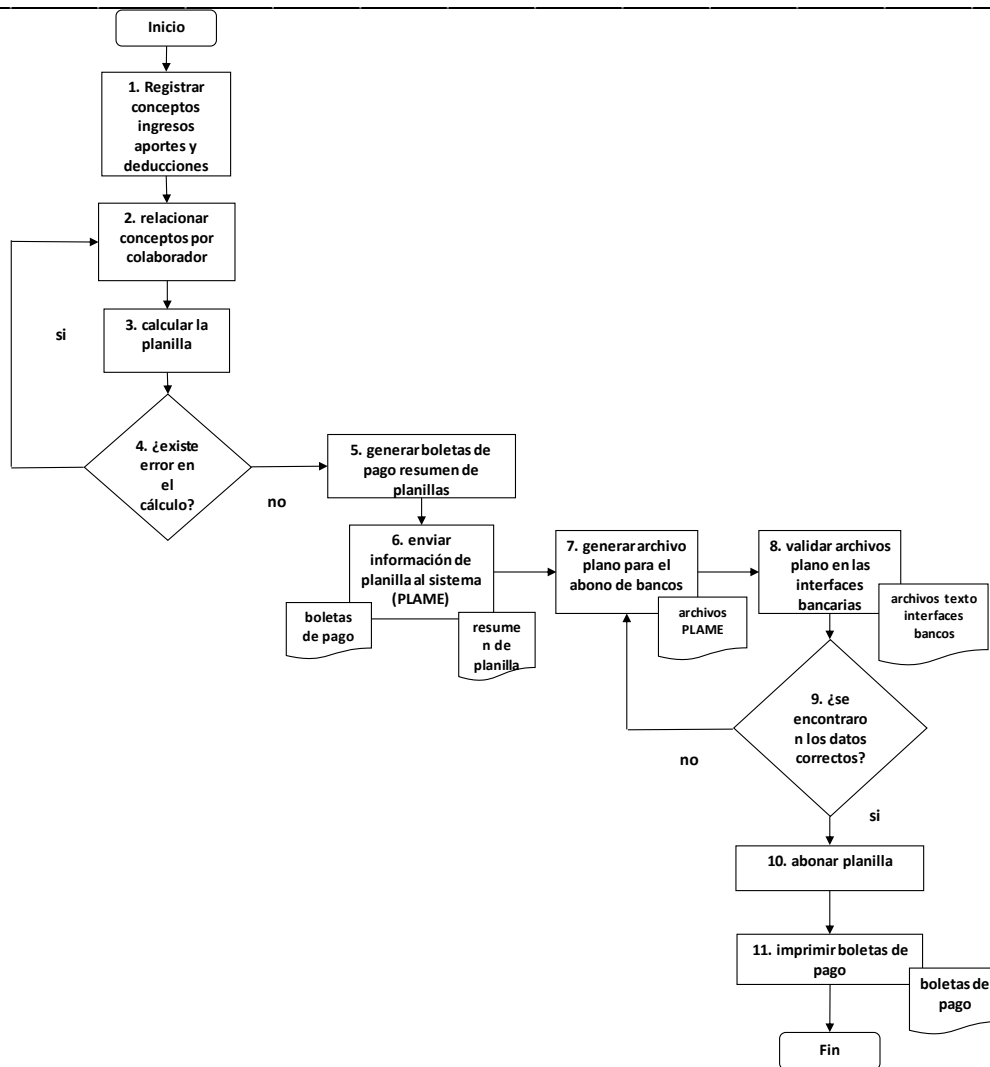 Inicio
1. Registrar
conceptos
ingresos
aportes y
deducciones
2. relacionar
conceptos por
colaborador
si
3. calcular la
planilla
4. ¿existe
error en
el
cálculo?
no
5. generar boletas de
pago resumen de
planillas
6. enviar
información de
planilla al sistema
(PLAME)
boletas
de pago
resume
n de
planilla
7. generar archivo
plano para el
abono de bancos
archivos
PLAME
8. validar archivos
plano en las
interfaces
bancarias
archivos texto
interfaces
bancos
9. ¿se
encontraro
n los datos
correctos?
no
si
10. abonar planilla
11. imprimir boletas de
pago
boletas de
pago
Fin